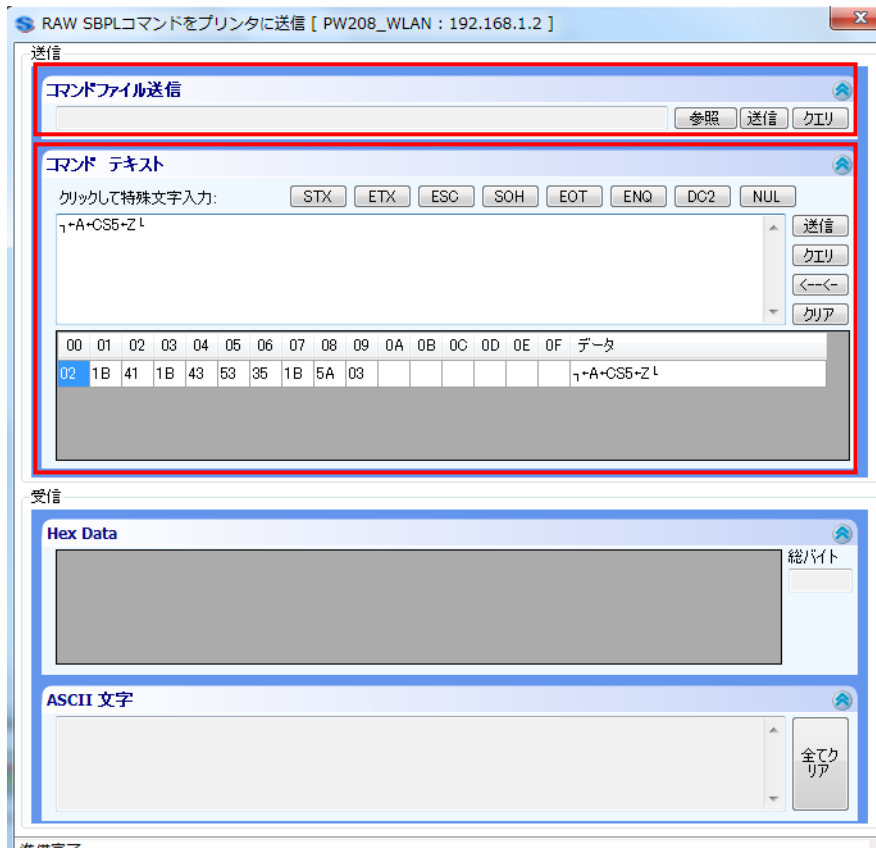 RAW SBPLコマンドをプリンタに送信 [ PW208_WLAN : 192.168.1.2 ]
送信
コマンドファイル送信
参照 送信 クエリ
コマンド テキスト
クリックして特殊文字入力: STX ETX ESC SOH EOT ENQ DC2 NUL
┐←A←CS5←Z└
送信
クエリ
<--<-
クリア
00 01 02 03 04 05 06 07 08 09 0A 0B 0C 0D 0E 0F データ
02 1B 41 1B 43 53 35 1B 5A 03 ┐←A←CS5←Z└
受信
Hex Data
総バイト
ASCII 文字
全てク
リア
準備完了